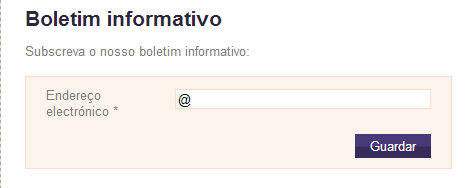 Boletim informativo
Subscreva o nosso boletim informativo:
Endereço
electrónico *
@
Guardar